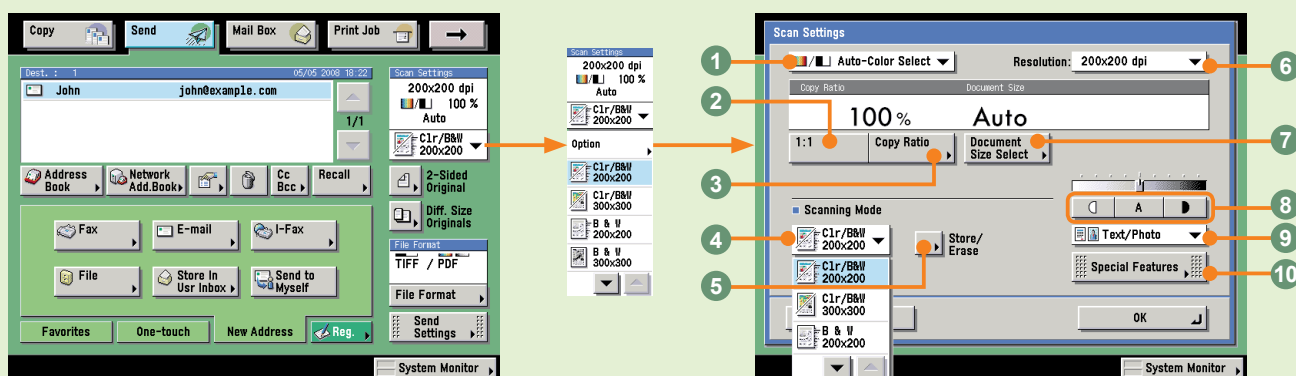 Copy
Send
Mail Box
Print Job
Dest. : 1
05/05 2008 18:22
John
john@example.com
1/1
Address
Book
Network
Add.Book
Cc
Bcc
Recall
Fax
E-mail
I-Fax
File
Store In
Usr Inbox
Send to
Myself
Favorites
One-touch
New Address
Reg.
Scan Settings
200x200 dpi
100 %
Auto
Clr/B&W
200x200
2-Sided
Original
Diff. Size
Originals
File Format
TIFF / PDF
File Format
Send
Settings
System Monitor
Scan Settings
200x200 dpi
100 %
Auto
Clr/B&W
200x200
Option
Clr/B&W
200x200
Clr/B&W
300x300
B & W
200x200
B & W
300x300
Scan Settings
1
Auto-Color Select
Resolution: 200x200 dpi
6
Copy Ratio
Document Size
2
100 %
Auto
1:1
Copy Ratio
Document
Size Select
7
3
Scanning Mode
A
8
4
Clr/B&W
200x200
Store/
Erase
Text/Photo
9
5
Clr/B&W
200x200
Special Features
10
Clr/B&W
300x300
OK
B & W
200x200
System Monitor